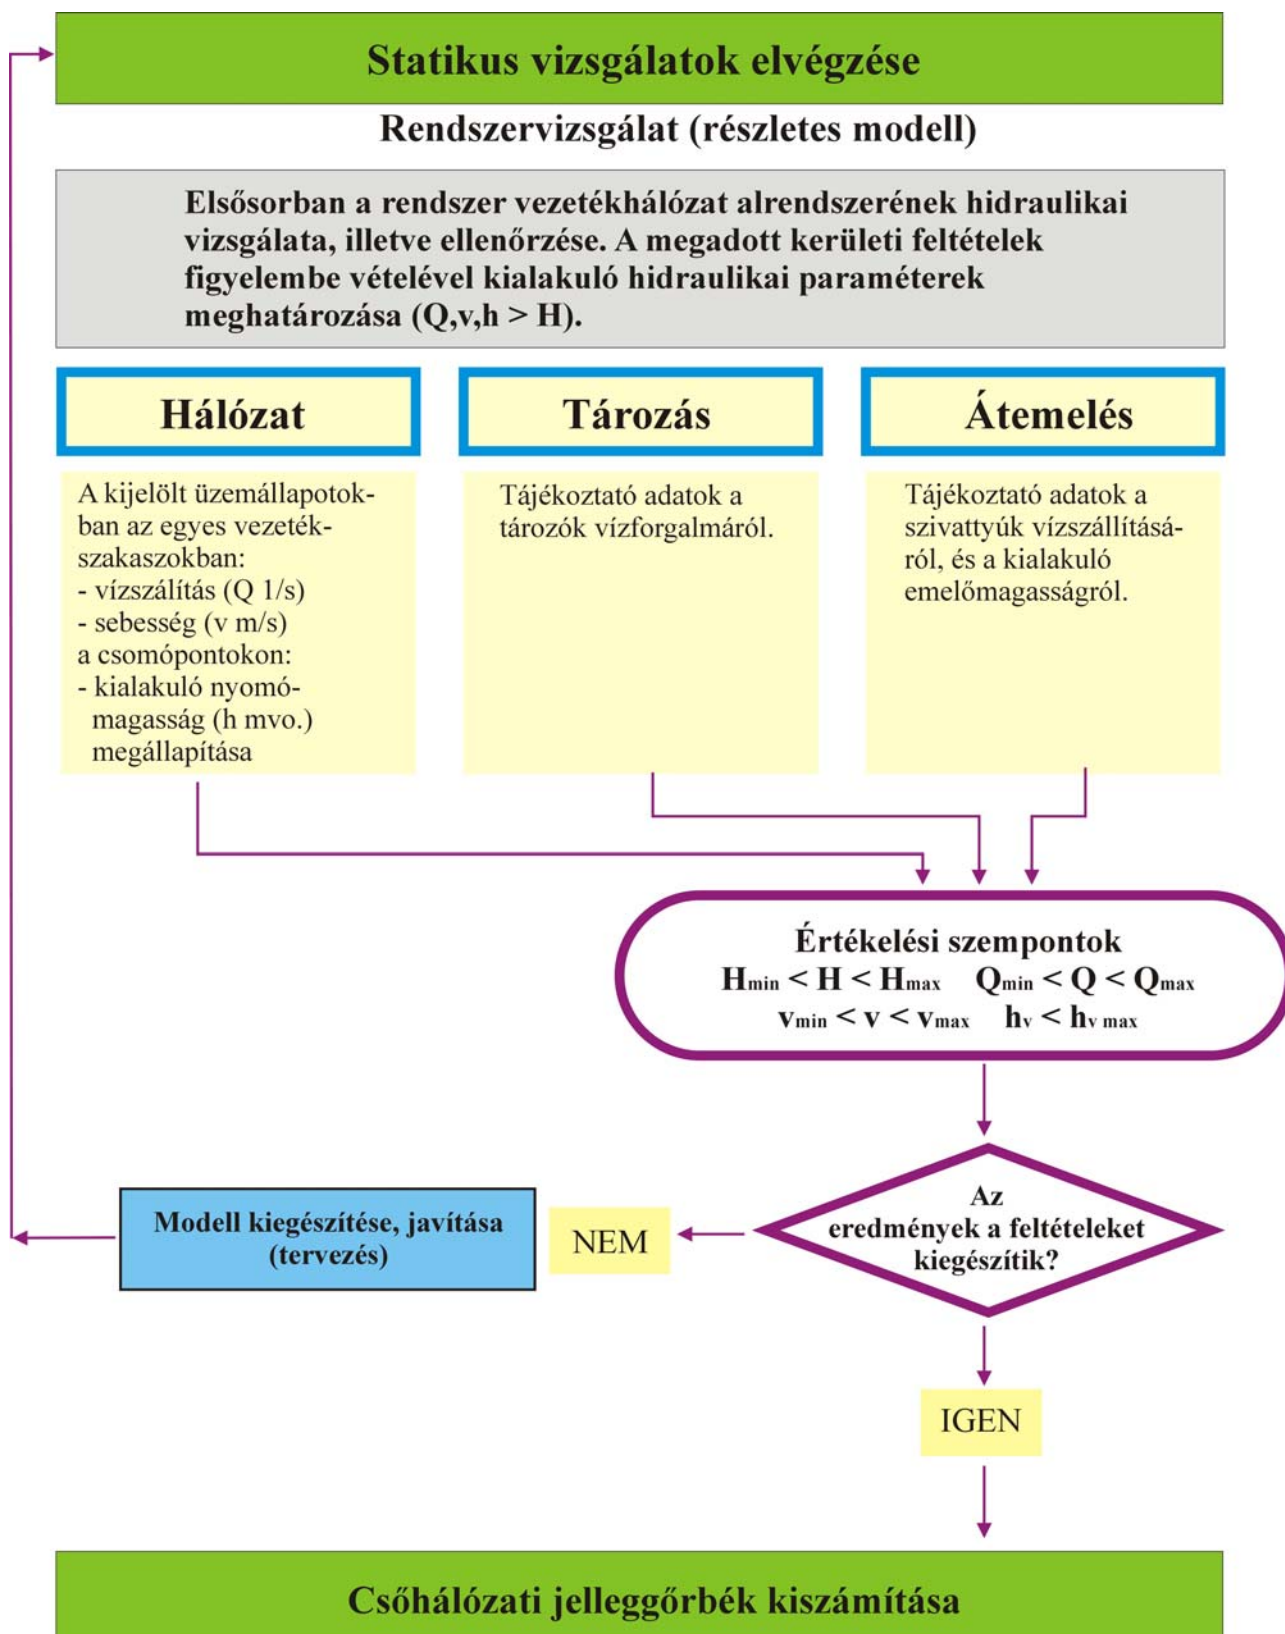 Statikus vizsgálatok elvégzése
Rendszervizsgálat (részletes modell)
Elsősorban a rendszer vezetékhálózat alrendszerének hidraulikai
vizsgálata, illetve ellenőrzése. A megadott kerületi feltételek
figyelembe vételével kialakuló hidraulikai paraméterek
meghatározása (Q,v,h > H).
Hálózat
A kijelölt üzemállapotok-
ban az egyes vezeték-
szakaszokban:
- vízszálítás (Q 1/s)
- sebesség (v m/s)
a csomópontokon:
- kialakuló nyomó-
magasság (h mvo.)
megállapítása
Tározás
Tájékoztató adatok a
tározók vízforgalmáról.
Átemelés
Tájékoztató adatok a
szivattyúk vízszállításá-
ról, és a kialakuló
emelőmagasságról.
Értékelési szempontok
Hmin < H < Hmax Qmin < Q < Qmax
vmin < v < vmax hv < hv max
Az
eredmények a feltételeket
kiegészítik?
NEM
Modell kiegészítése, javítása
(tervezés)
IGEN
Csőhálózati jelleggőrbék kiszámítása